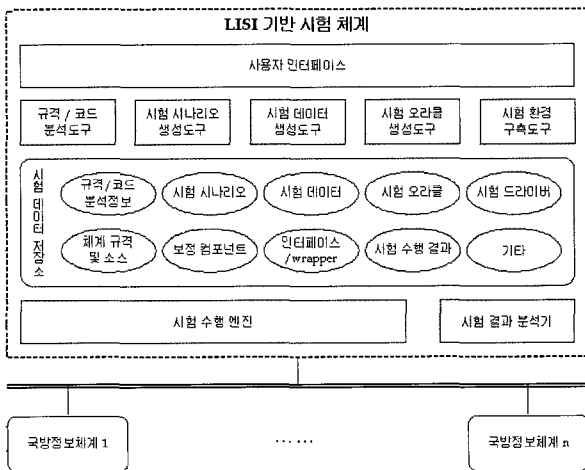 LISI 기반 시험 체계
사용자 인터페이스
규격 / 코드
분석도구
시험 시나리오
생성도구
시험 데이터
생성도구
시험 오라클
생성도구
시험 환경
구축도구
시험 데이터 저장소
규격/코드
분석정보
시험 시나리오
시험 데이터
시험 오라클
시험 드라이버
체계 규격
및 소스
보정 컴포넌트
인터페이스
/wrapper
시험 수행 결과
기타
시험 수행 엔진
시험 결과 분석기
국방정보체계 1
......
국방정보체계 n